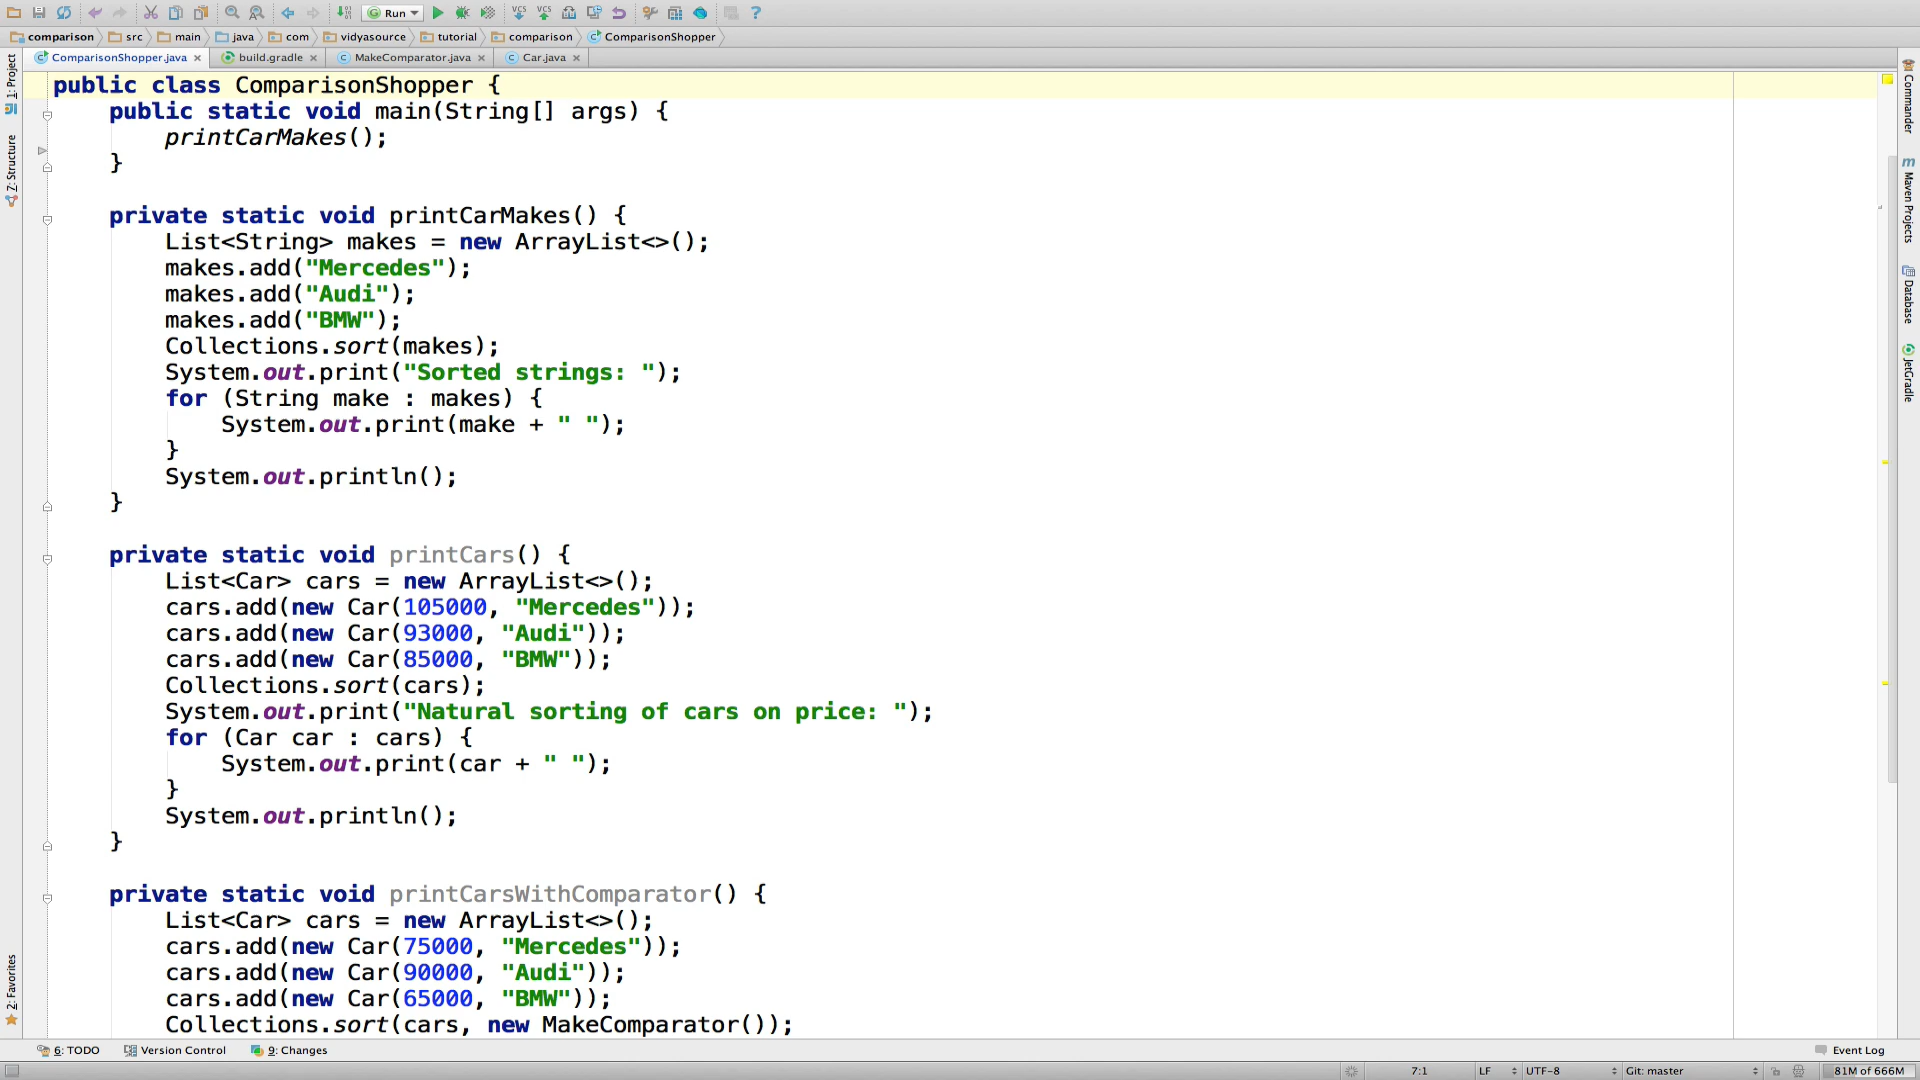 Run
comparison src main java com vidyasource tutorial comparison ComparisonShopper
ComparisonShopper.java build.gradle MakeComparator.java Car.java
1: Project
Z: Structure
2: Favorites
public class ComparisonShopper {
    public static void main(String[] args) {
        printCarMakes();
    }
    private static void printCarMakes() {
        List<String> makes = new ArrayList<>();
        makes.add("Mercedes");
        makes.add("Audi");
        makes.add("BMW");
        Collections.sort(makes);
        System.out.print("Sorted strings: ");
        for (String make : makes) {
            System.out.print(make + " ");
        }
        System.out.println();
    }
    private static void printCars() {
        List<Car> cars = new ArrayList<>();
        cars.add(new Car(105000, "Mercedes"));
        cars.add(new Car(93000, "Audi"));
        cars.add(new Car(85000, "BMW"));
        Collections.sort(cars);
        System.out.print("Natural sorting of cars on price: ");
        for (Car car : cars) {
            System.out.print(car + " ");
        }
        System.out.println();
    }
    private static void printCarsWithComparator() {
        List<Car> cars = new ArrayList<>();
        cars.add(new Car(75000, "Mercedes"));
        cars.add(new Car(90000, "Audi"));
        cars.add(new Car(65000, "BMW"));
        Collections.sort(cars, new MakeComparator());
Commander
Maven Projects
Database
JetGradle
6: TODO Version Control 9: Changes Event Log
7:1 LF UTF-8 Git: master 81M of 666M